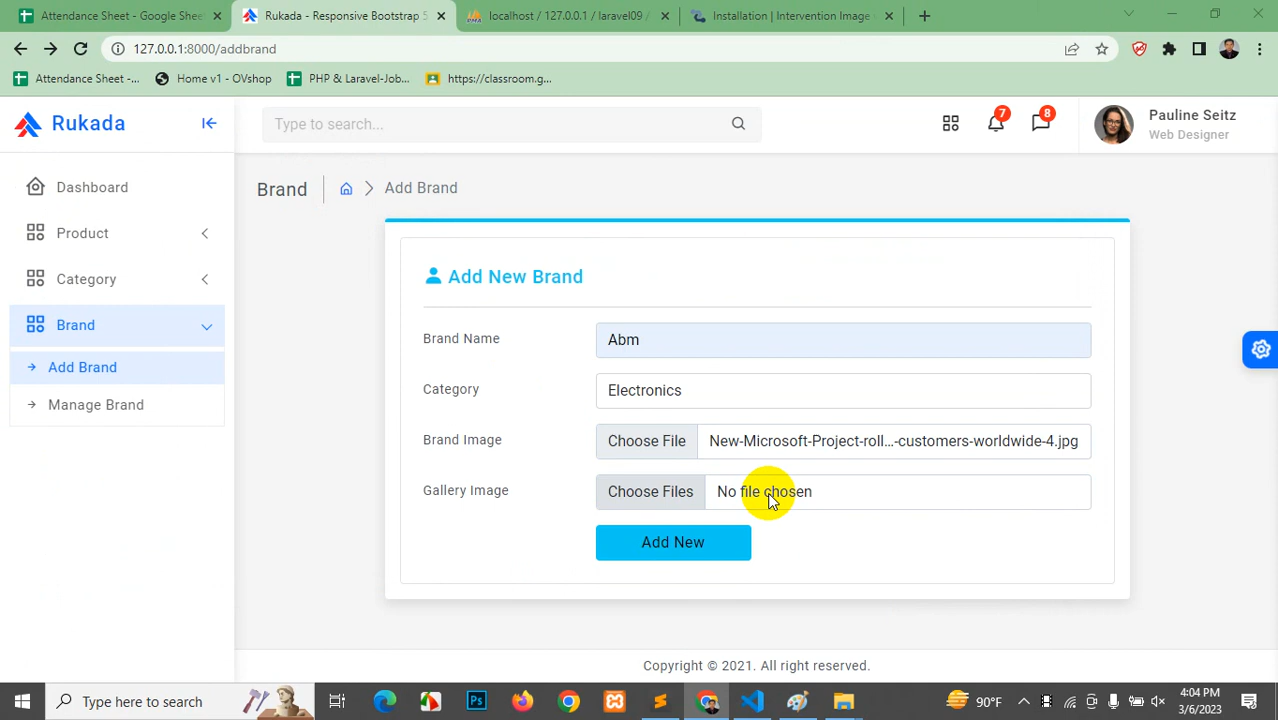 Attendance Sheet - Google Sheet
Rukada - Responsive Bootstrap 5
localhost / 127.0.0.1 / laravel09 /
Installation | Intervention Image
127.0.0.1:8000/addbrand
Attendance Sheet -...
Home v1 - OVshop
PHP & Laravel-Job...
https://classroom.g...
Rukada
Type to search...
7
8
Pauline Seitz
Web Designer
Dashboard
Product
Category
Brand
Add Brand
Manage Brand
Brand
Add Brand
Add New Brand
Brand Name
Abm
Category
Electronics
Brand Image
Choose File
New-Microsoft-Project-roll...-customers-worldwide-4.jpg
Gallery Image
Choose Files
No file chosen
Add New
Copyright © 2021. All right reserved.
Type here to search
Ps
90°F
4:04 PM
3/6/2023